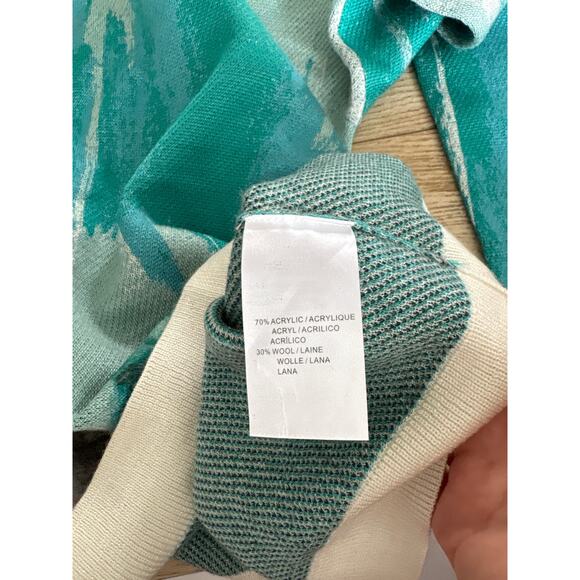 70% ACRYLIC / ACRYLIQUE
ACRYL / ACRILICO
ACRÍLICO
30% WOOL / LAINE
WOLLE / LANA
LANA